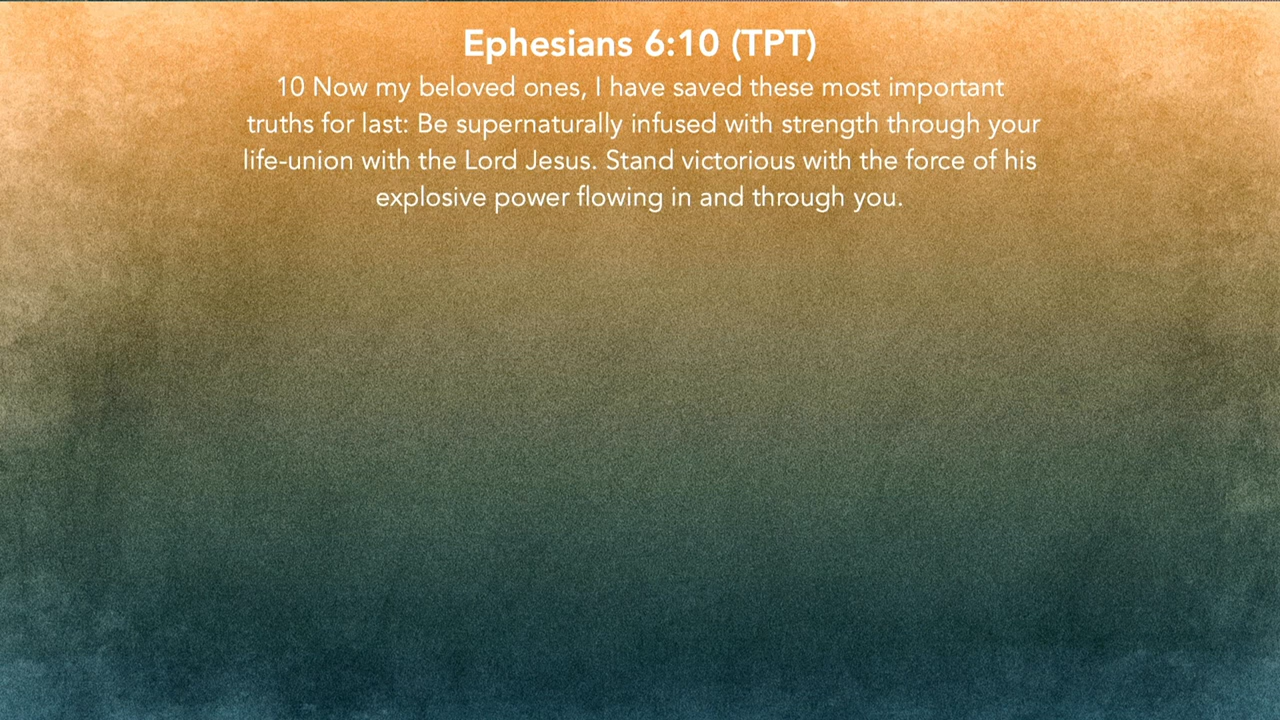 Ephesians 6:10 (TPT)
10 Now my beloved ones, I have saved these most important
truths for last: Be supernaturally infused with strength through your
life-union with the Lord Jesus. Stand victorious with the force of his
explosive power flowing in and through you.